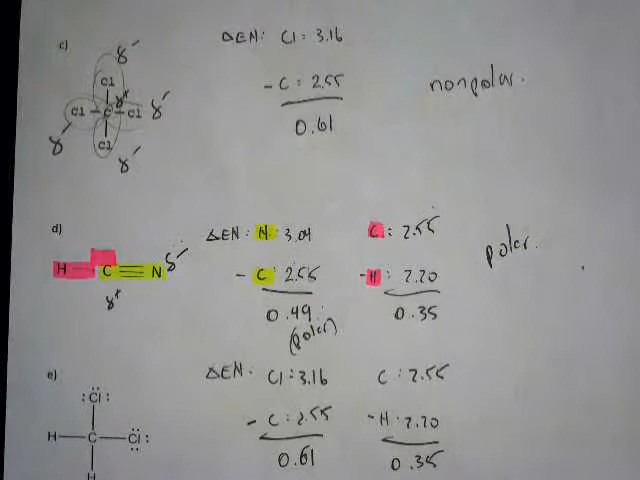 c)
δ-
ΔEN: Cl = 3.16
Cl
- C : 2.55
nonpolar.
δ+
Cl - C - Cl δ-
0.61
δ-
Cl
δ-
d)
ΔEN: N: 3.04
C: 2.55
polar.
H - C ≡ N δ-
- C : 2.55
- H : 2.20
δ+
0.49
0.35
(polar)
e)
ΔEN: Cl : 3.16
C : 2.55
:Cl:
- C : 2.55
- H : 2.20
H - C - Cl:
0.61
0.35
H